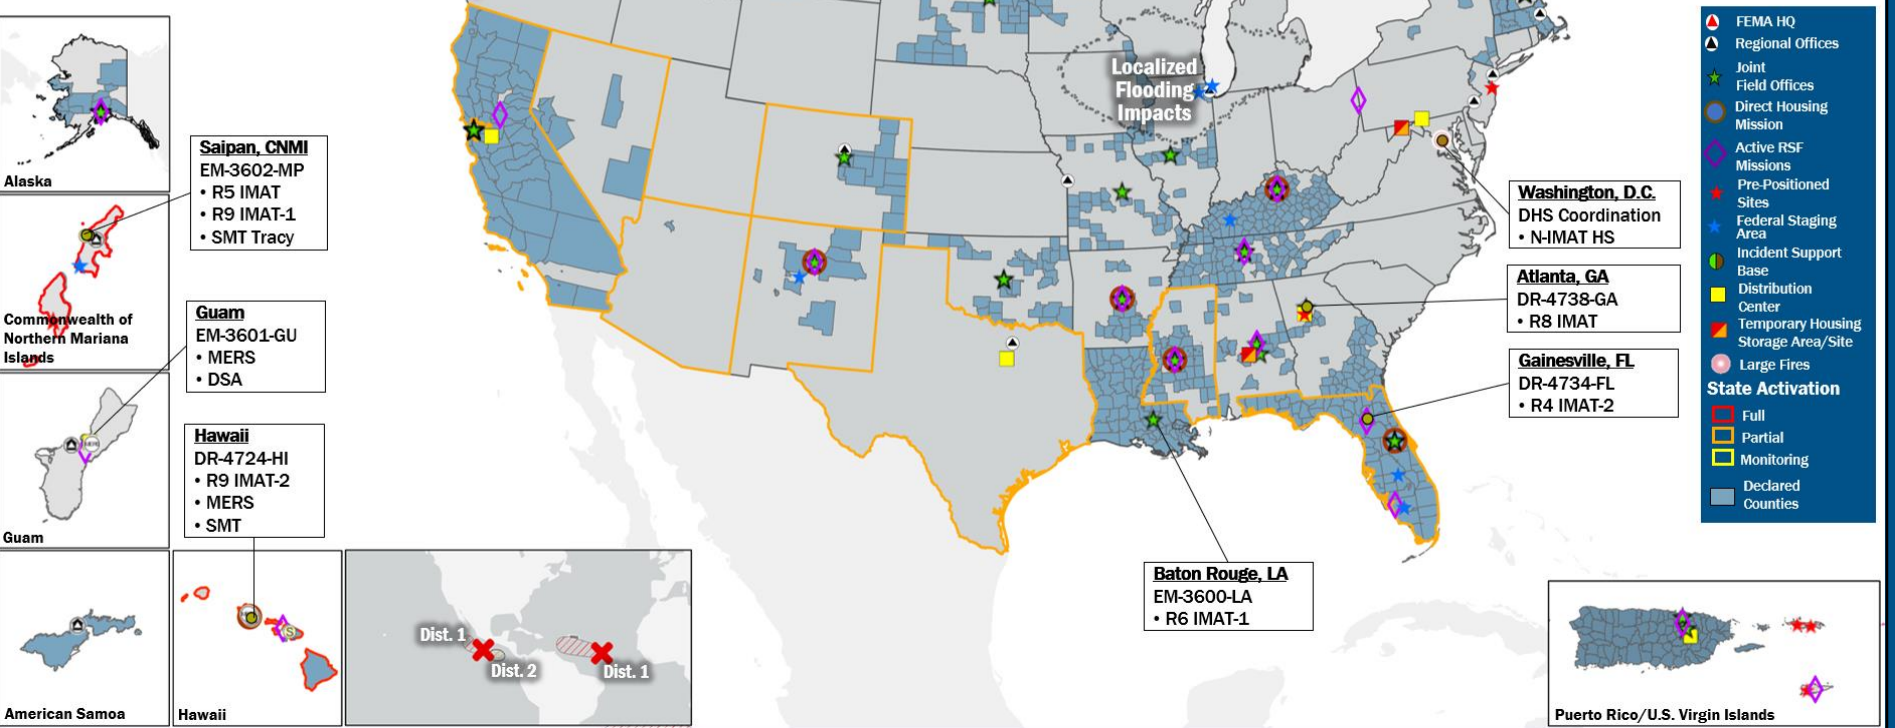 Alaska
Saipan, CNMI
EM-3602-MP
• R5 IMAT
• R9 IMAT-1
• SMT Tracy
Commonwealth of
Northern Mariana
Islands
Guam
EM-3601-GU
• MERS
• DSA
Guam
Hawaii
DR-4724-HI
• R9 IMAT-2
• MERS
• SMT
American Samoa
S
Hawaii
Dist. 1
Dist. 2
Dist. 1
Localized
Flooding
Impacts
Washington, D.C.
DHS Coordination
• N-IMAT HS
Atlanta, GA
DR-4738-GA
• R8 IMAT
Gainesville, FL
DR-4734-FL
• R4 IMAT-2
Baton Rouge, LA
EM-3600-LA
• R6 IMAT-1
FEMA HQ
Regional Offices
Joint
Field Offices
Direct Housing
Mission
Active RSF
Missions
Pre-Positioned
Sites
Federal Staging
Area
Incident Support
Base
Distribution
Center
Temporary Housing
Storage Area/Site
Large Fires
State Activation
Full
Partial
Monitoring
Declared
Counties
Puerto Rico/U.S. Virgin Islands